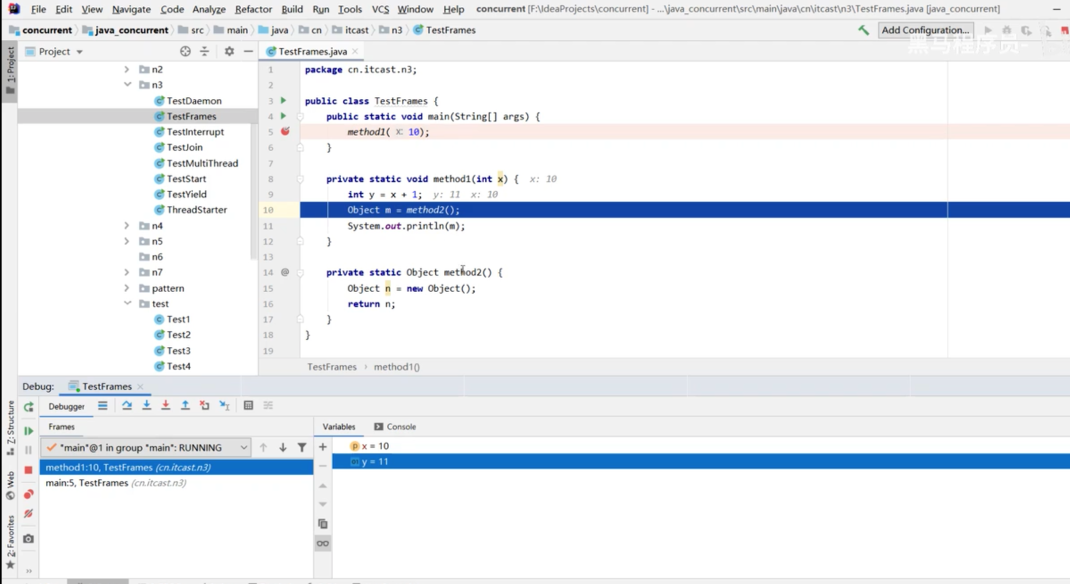 File Edit View Navigate Code Analyze Refactor Build Run Tools VCS Window Help concurrent [F:\IdeaProjects\concurrent] - ...\java_concurrent\src\main\java\cn\itcast\n3\TestFrames.java [java_concurrent]
concurrent java_concurrent src main java cn itcast n3 TestFrames Add Configuration...
黑马程序员-
1: Project
Project
TestFrames.java
n2
n3
TestDaemon
TestFrames
TestInterrupt
TestJoin
TestMultiThread
TestStart
TestYield
ThreadStarter
n4
n5
n6
n7
pattern
test
Test1
Test2
Test3
Test4
1 package cn.itcast.n3;
2
3 public class TestFrames {
4 public static void main(String[] args) {
5 method1( x: 10);
6 }
7
8 private static void method1(int x) { x: 10
9 int y = x + 1; y: 11 x: 10
10 Object m = method2();
11 System.out.println(m);
12 }
13
14 @ private static Object method2() {
15 Object n = new Object();
16 return n;
17 }
18 }
19
TestFrames › method1()
Debug: TestFrames
Debugger
Frames
Variables Console
"main"@1 in group "main": RUNNING
method1:10, TestFrames (cn.itcast.n3)
main:5, TestFrames (cn.itcast.n3)
x = 10
y = 11
Z: Structure
Web
2: Favorites